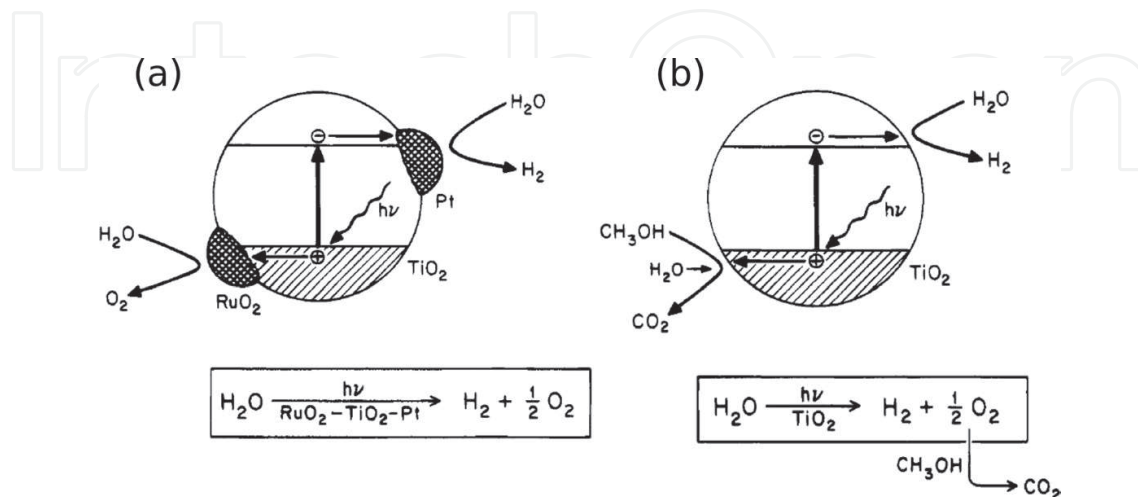 IntechOpen
(a)
(b)
H₂O
H₂
⊖
Pt
hν
H₂O
O₂
⊕
RuO₂
TiO₂
H₂O
H₂
⊖
hν
CH₃OH
H₂O→
CO₂
⊕
TiO₂
H₂O hν RuO₂–TiO₂–Pt → H₂ + ½ O₂
H₂O hν TiO₂ → H₂ + ½ O₂
CH₃OH
CO₂